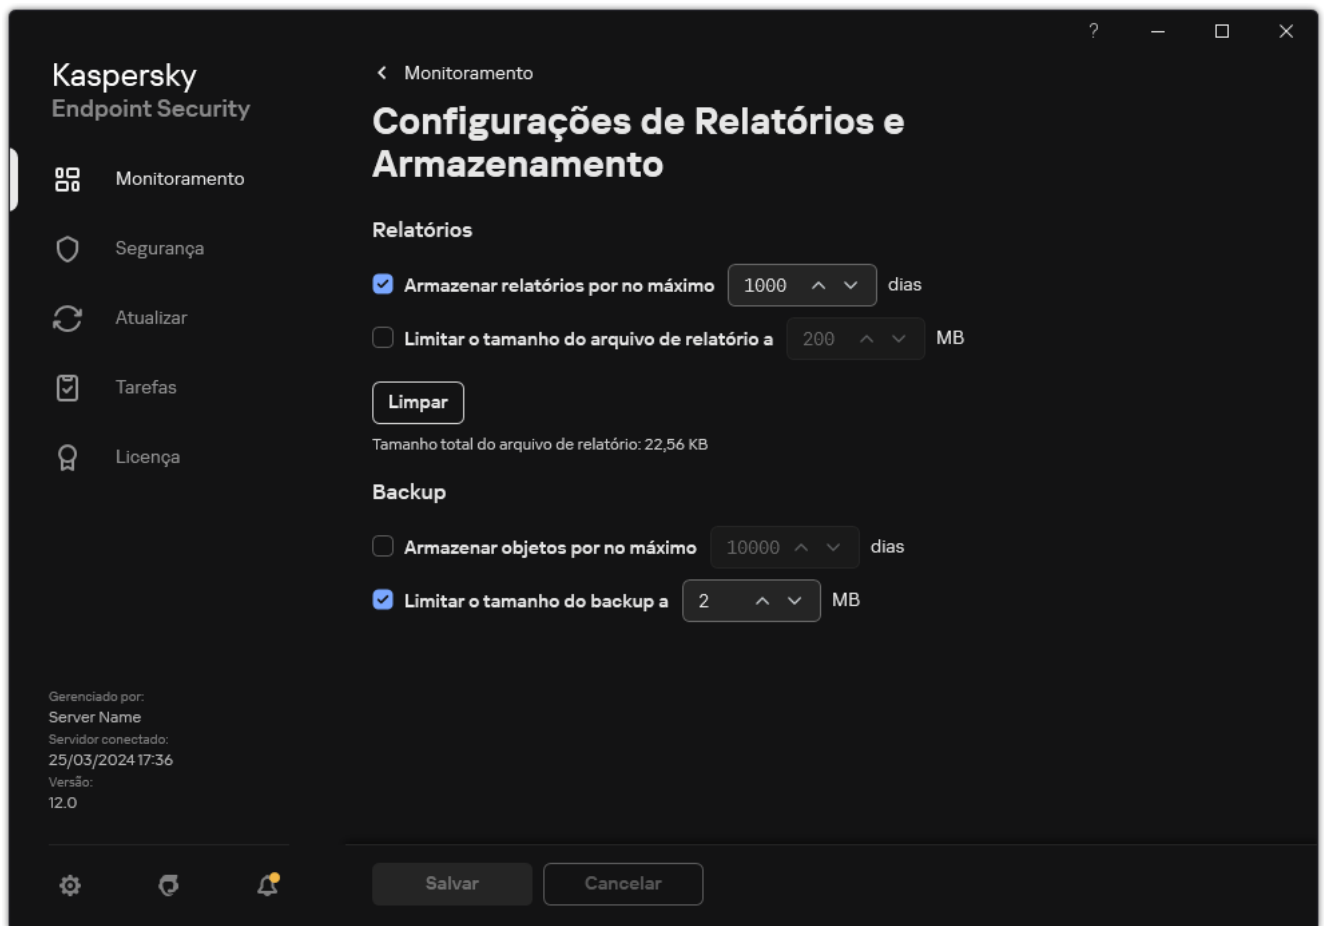 ?
Kaspersky
Endpoint Security
Monitoramento
Segurança
Atualizar
Tarefas
Licença
Gerenciado por:
Server Name
Servidor conectado:
25/03/2024 17:36
Versão:
12.0
Monitoramento
Configurações de Relatórios e
Armazenamento
Relatórios
Armazenar relatórios por no máximo 1000 dias
Limitar o tamanho do arquivo de relatório a 200 MB
Limpar
Tamanho total do arquivo de relatório: 22,56 KB
Backup
Armazenar objetos por no máximo 10000 dias
Limitar o tamanho do backup a 2 MB
Salvar Cancelar